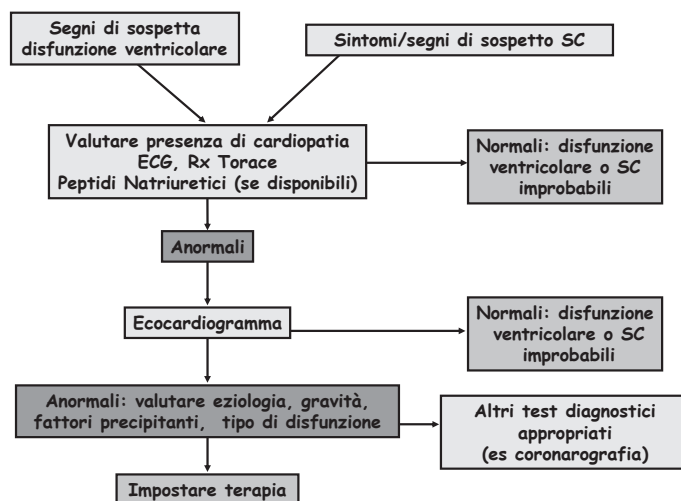 Segni di sospetta
disfunzione ventricolare
Sintomi/segni di sospetto SC
Valutare presenza di cardiopatia
ECG, Rx Torace
Peptidi Natriuretici (se disponibili)
Normali: disfunzione
ventricolare o SC
improbabili
Anormali
Ecocardiogramma
Normali: disfunzione
ventricolare o SC
improbabili
Anormali: valutare eziologia, gravità,
fattori precipitanti, tipo di disfunzione
Altri test diagnostici
appropriati
(es coronarografia)
Impostare terapia